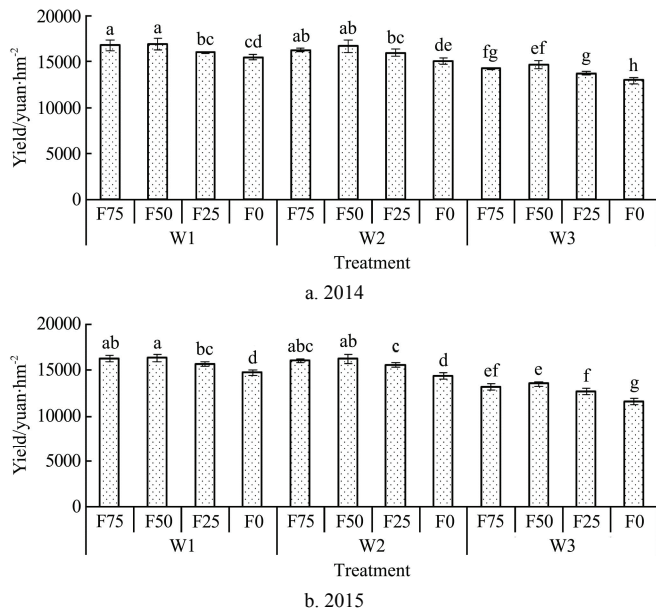 20000
15000
10000
5000
0
Yield/yuan·hm⁻²
a a bc cd ab ab bc de fg ef g h
F75 F50 F25 F0 F75 F50 F25 F0 F75 F50 F25 F0
W1 W2 W3
Treatment
a. 2014
20000
15000
10000
5000
0
Yield/yuan·hm⁻²
ab a bc d abc ab c d ef e f g
F75 F50 F25 F0 F75 F50 F25 F0 F75 F50 F25 F0
W1 W2 W3
Treatment
b. 2015